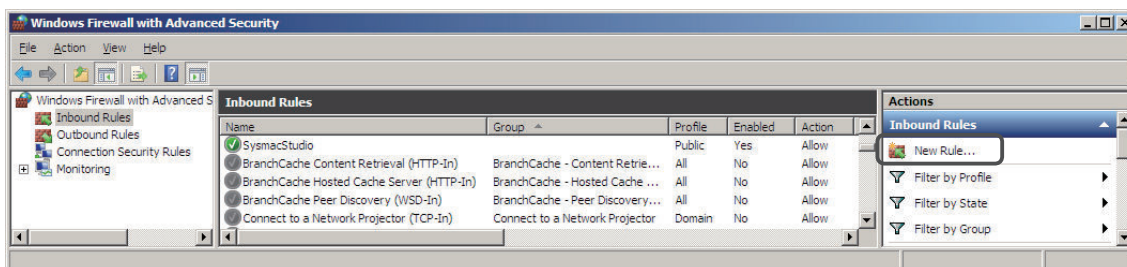 Windows Firewall with Advanced Security
File Action View Help
Windows Firewall with Advanced S
Inbound Rules
Outbound Rules
Connection Security Rules
Monitoring
Inbound Rules
Name Group Profile Enabled Action
SysmacStudio Public Yes Allow
BranchCache Content Retrieval (HTTP-In) BranchCache - Content Retrie... All No Allow
BranchCache Hosted Cache Server (HTTP-In) BranchCache - Hosted Cache ... All No Allow
BranchCache Peer Discovery (WSD-In) BranchCache - Peer Discovery... All No Allow
Connect to a Network Projector (TCP-In) Connect to a Network Projector Domain No Allow
Actions
Inbound Rules
New Rule...
Filter by Profile
Filter by State
Filter by Group